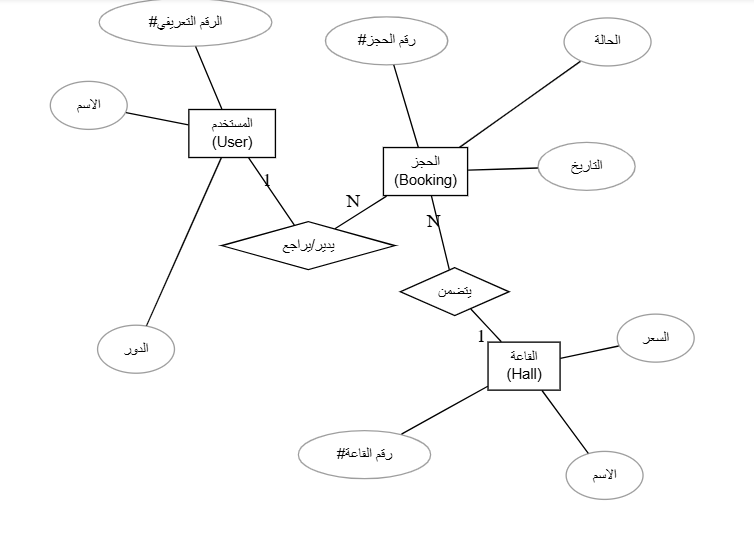 الرقم التعريفي#
رقم الحجز#
الحالة
الاسم
المستخدم
(User)
الحجز
(Booking)
التاريخ
1
N
N
يدير/يراجع
يتضمن
1
السعر
الدور
القاعة
(Hall)
رقم القاعة#
الاسم